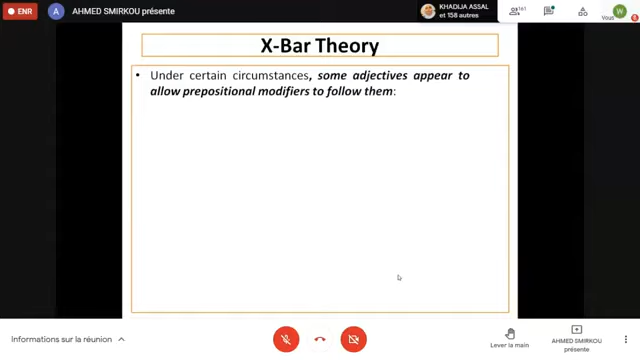 ENR
A
AHMED SMIRKOU présente
KHADIJA ASSAL
et 158 autres
161
W
Vous
X-Bar Theory
• Under certain circumstances, some adjectives appear to
allow prepositional modifiers to follow them:
Informations sur la réunion
Lever la main
AHMED SMIRKOU
présente